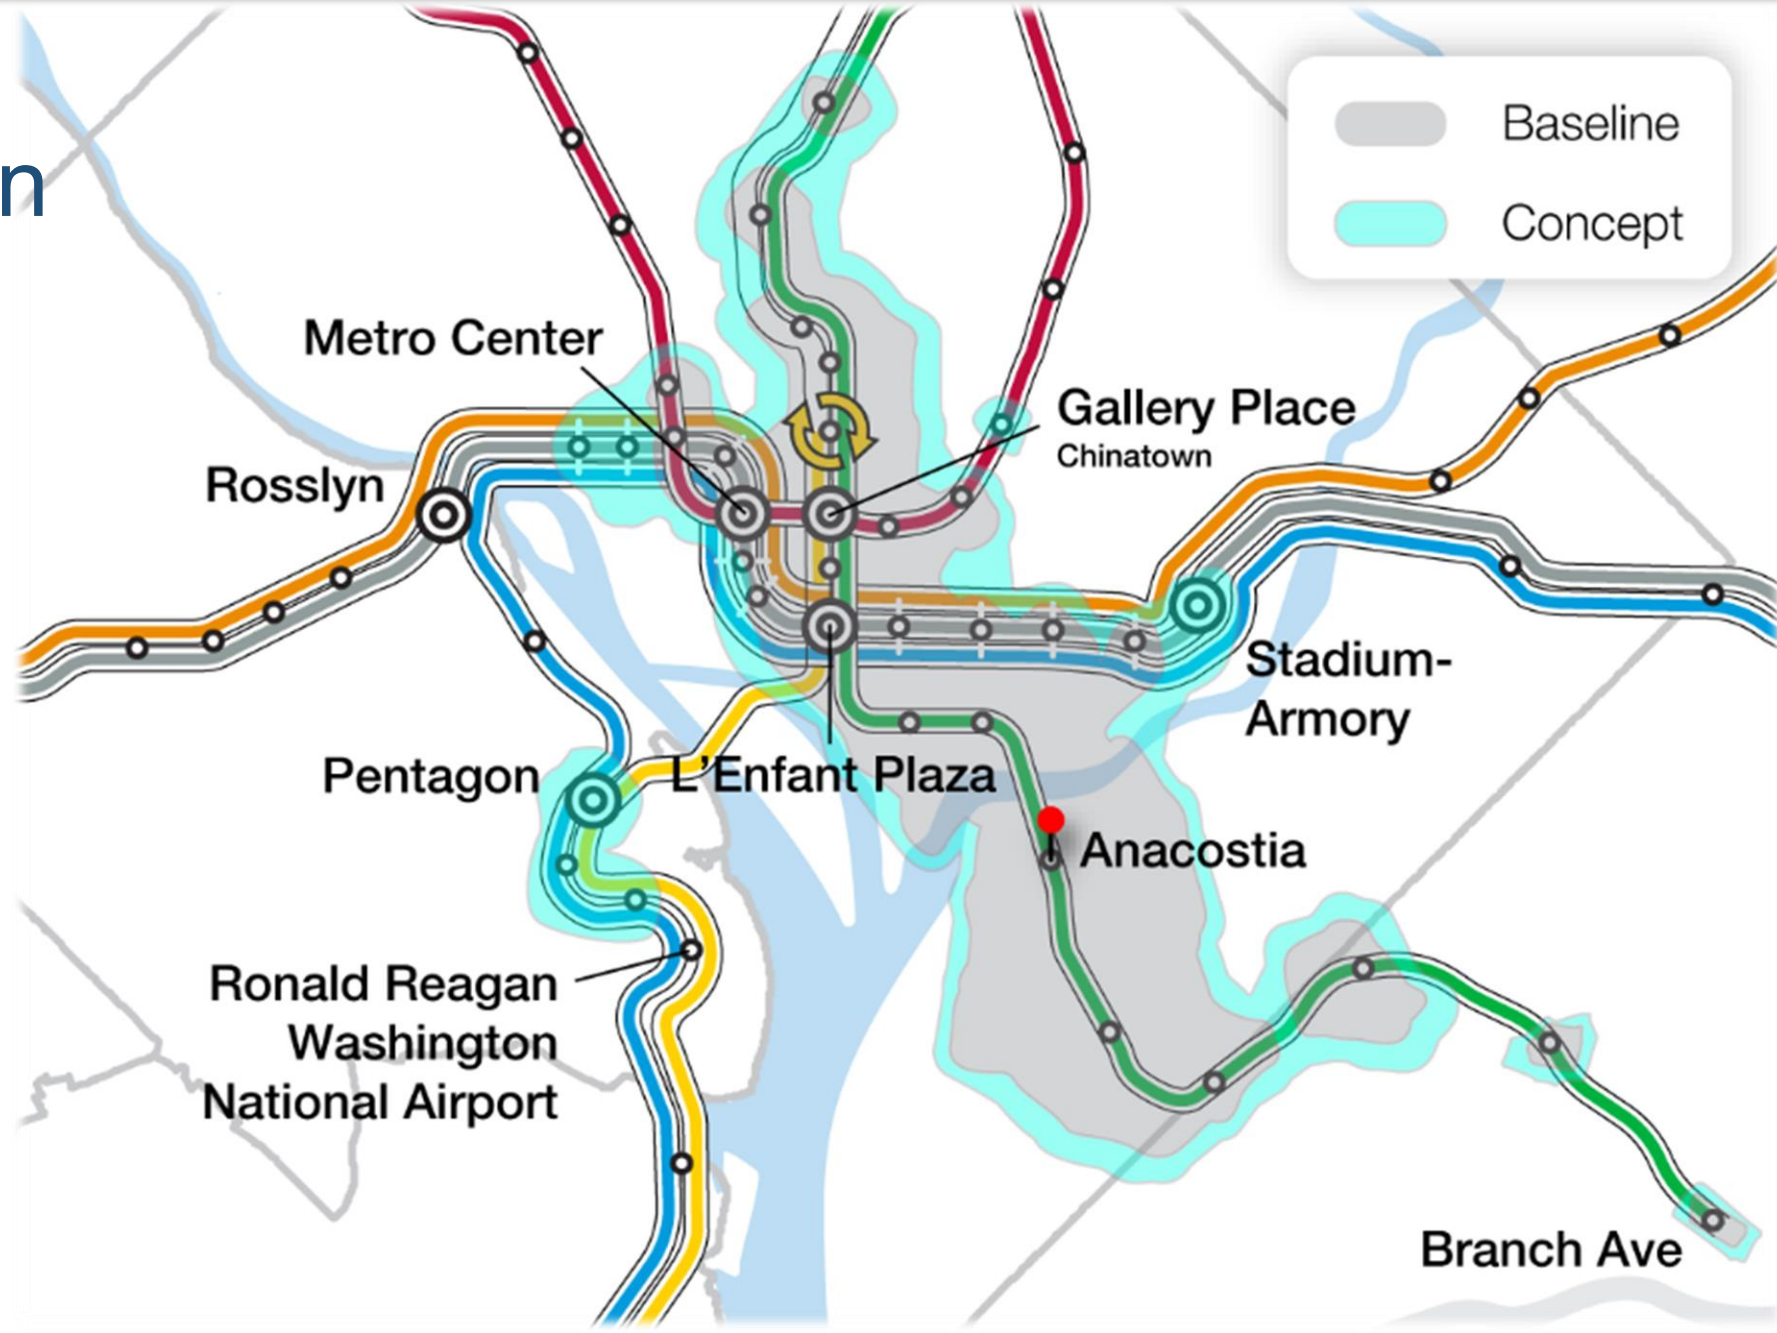 n
Baseline
Concept
Metro Center
Gallery Place
Chinatown
Rosslyn
Stadium-
Armory
Pentagon
L'Enfant Plaza
Anacostia
Ronald Reagan
Washington
National Airport
Branch Ave